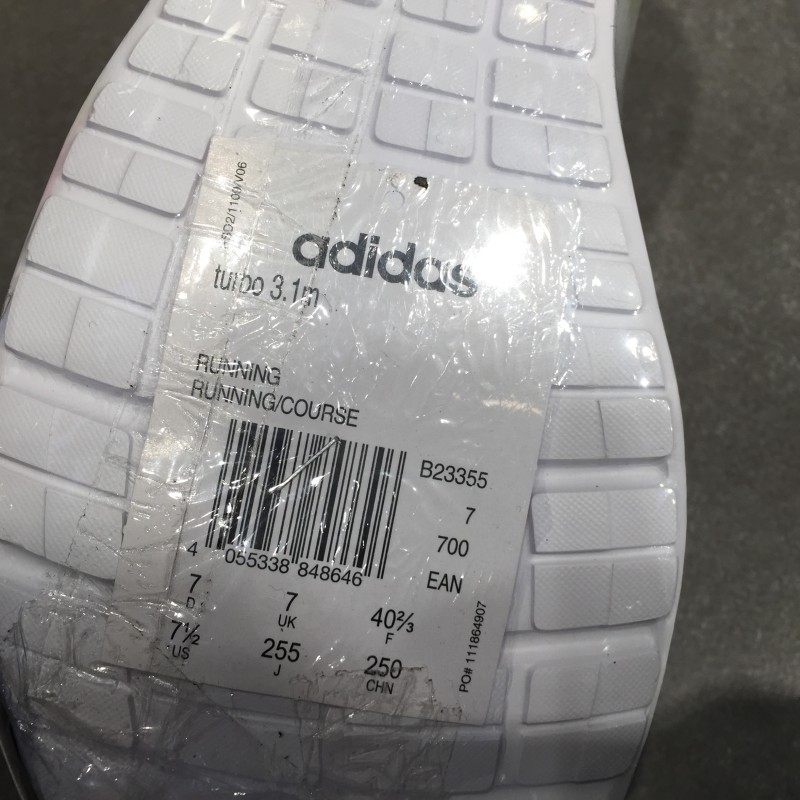 adidas
turbo 3.1m
RUNNING
RUNNING/COURSE
B23355
7
700
EAN
4 055338 848646
7 7 40⅔
D UK F
7½ 255 250
US J CHN
PO# 111864907